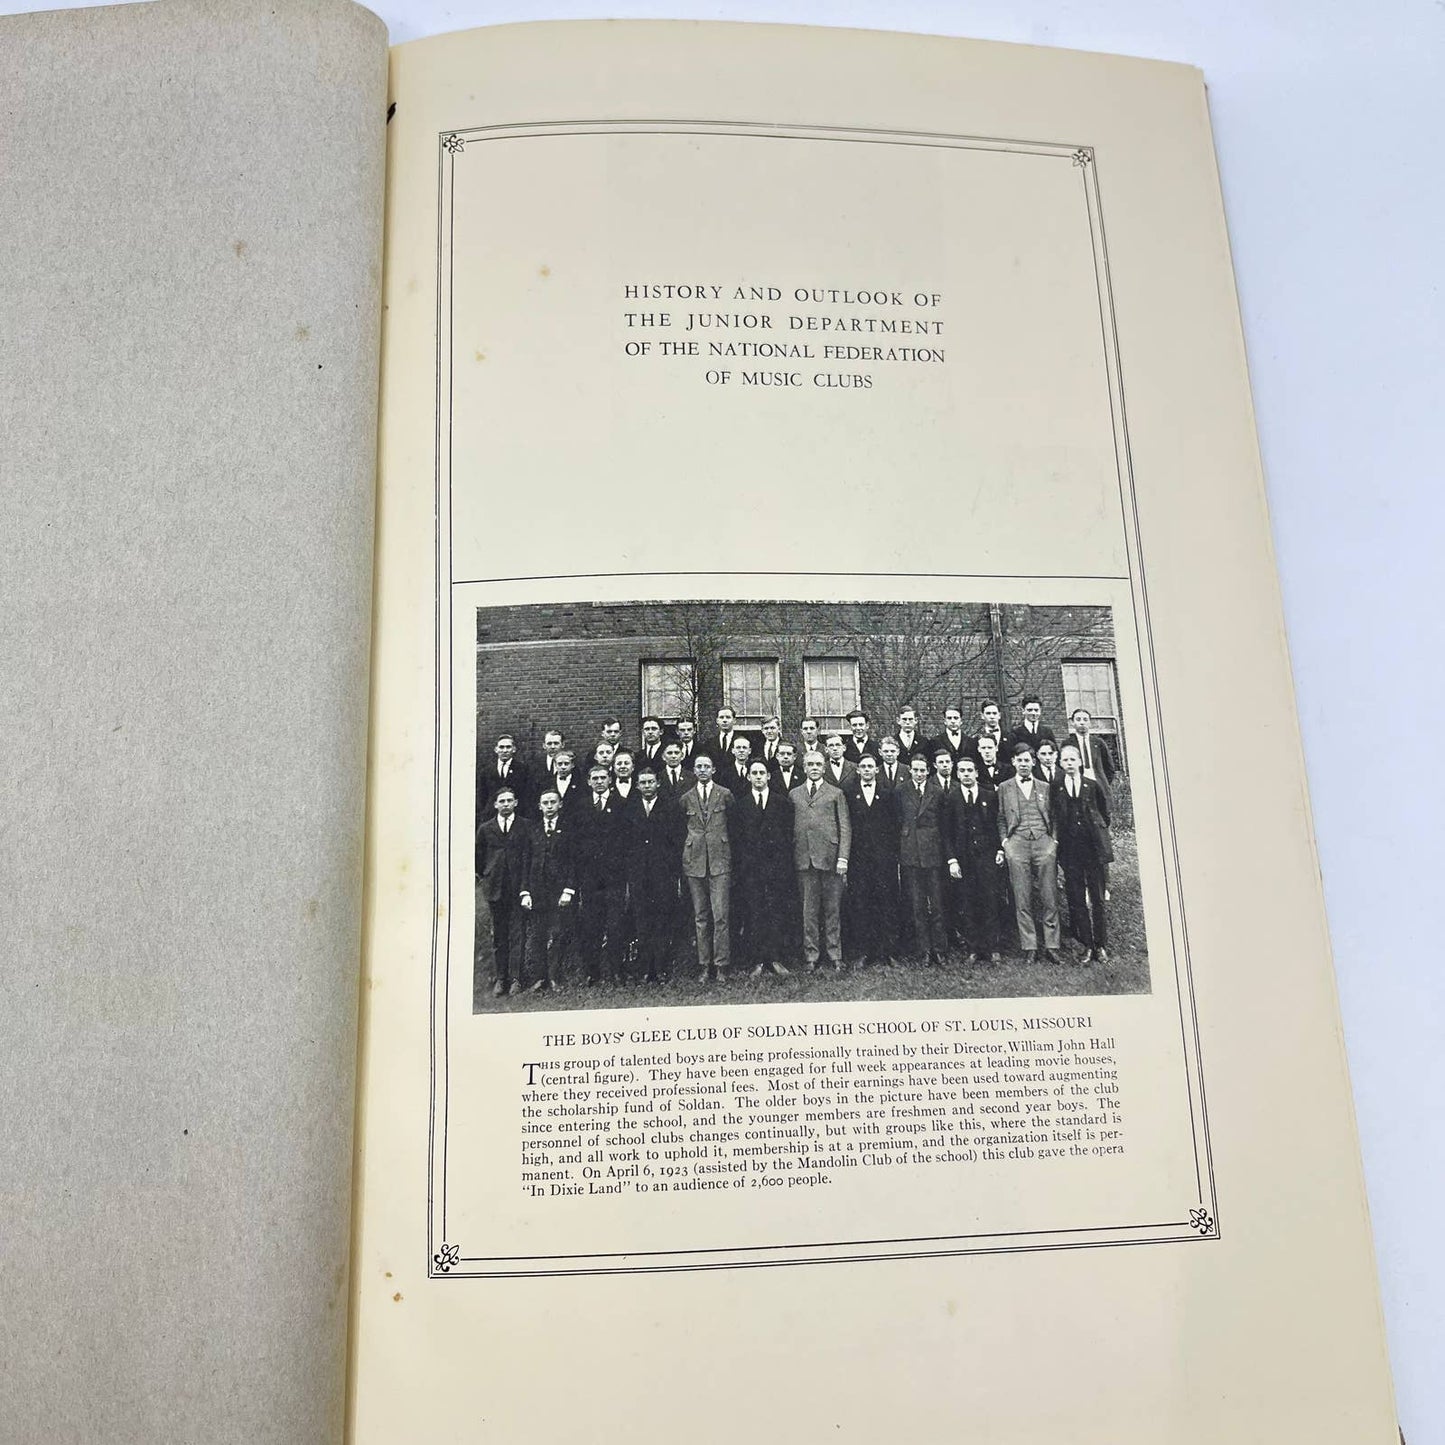 HISTORY AND OUTLOOK OF
THE JUNIOR DEPARTMENT
OF THE NATIONAL FEDERATION
OF MUSIC CLUBS
THE BOYS' GLEE CLUB OF SOLDAN HIGH SCHOOL OF ST. LOUIS, MISSOURI
THIS group of talented boys are being professionally trained by their Director, William John Hall
(central figure). They have been engaged for full week appearances at leading movie houses,
where they received professional fees. Most of their earnings have been used toward augmenting
the scholarship fund of Soldan. The older boys in the picture have been members of the club
since entering the school, and the younger members are freshmen and second year boys. The
personnel of school clubs changes continually, but with groups like this, where the standard is
high, and all work to uphold it, membership is at a premium, and the organization itself is per-
manent. On April 6, 1923 (assisted by the Mandolin Club of the school) this club gave the opera
"In Dixie Land" to an audience of 2,600 people.